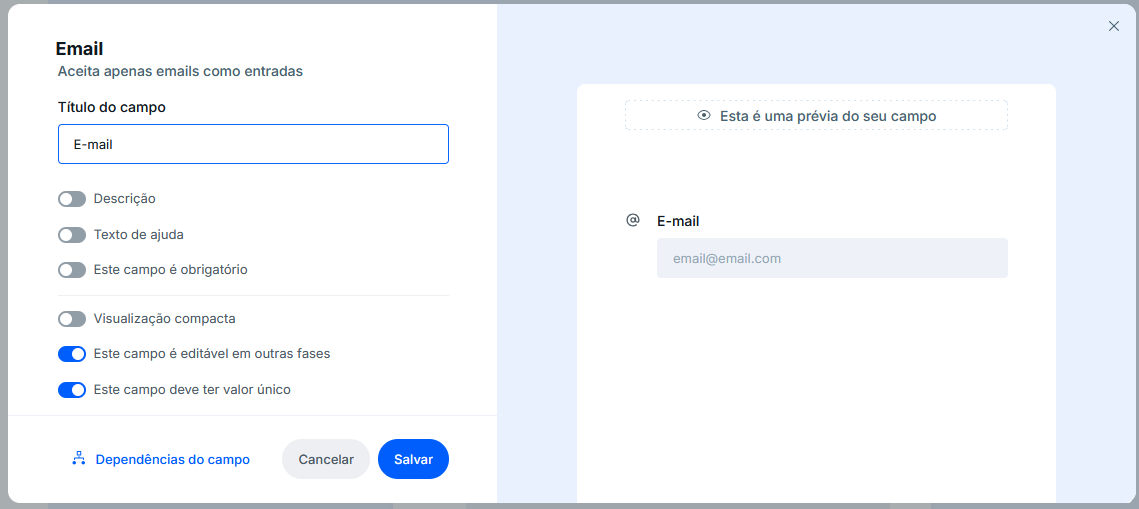 Email
Aceita apenas emails como entradas
Título do campo
E-mail
Descrição
Texto de ajuda
Este campo é obrigatório
Visualização compacta
Este campo é editável em outras fases
Este campo deve ter valor único
Dependências do campo
Cancelar
Salvar
Esta é uma prévia do seu campo
@ E-mail
email@email.com